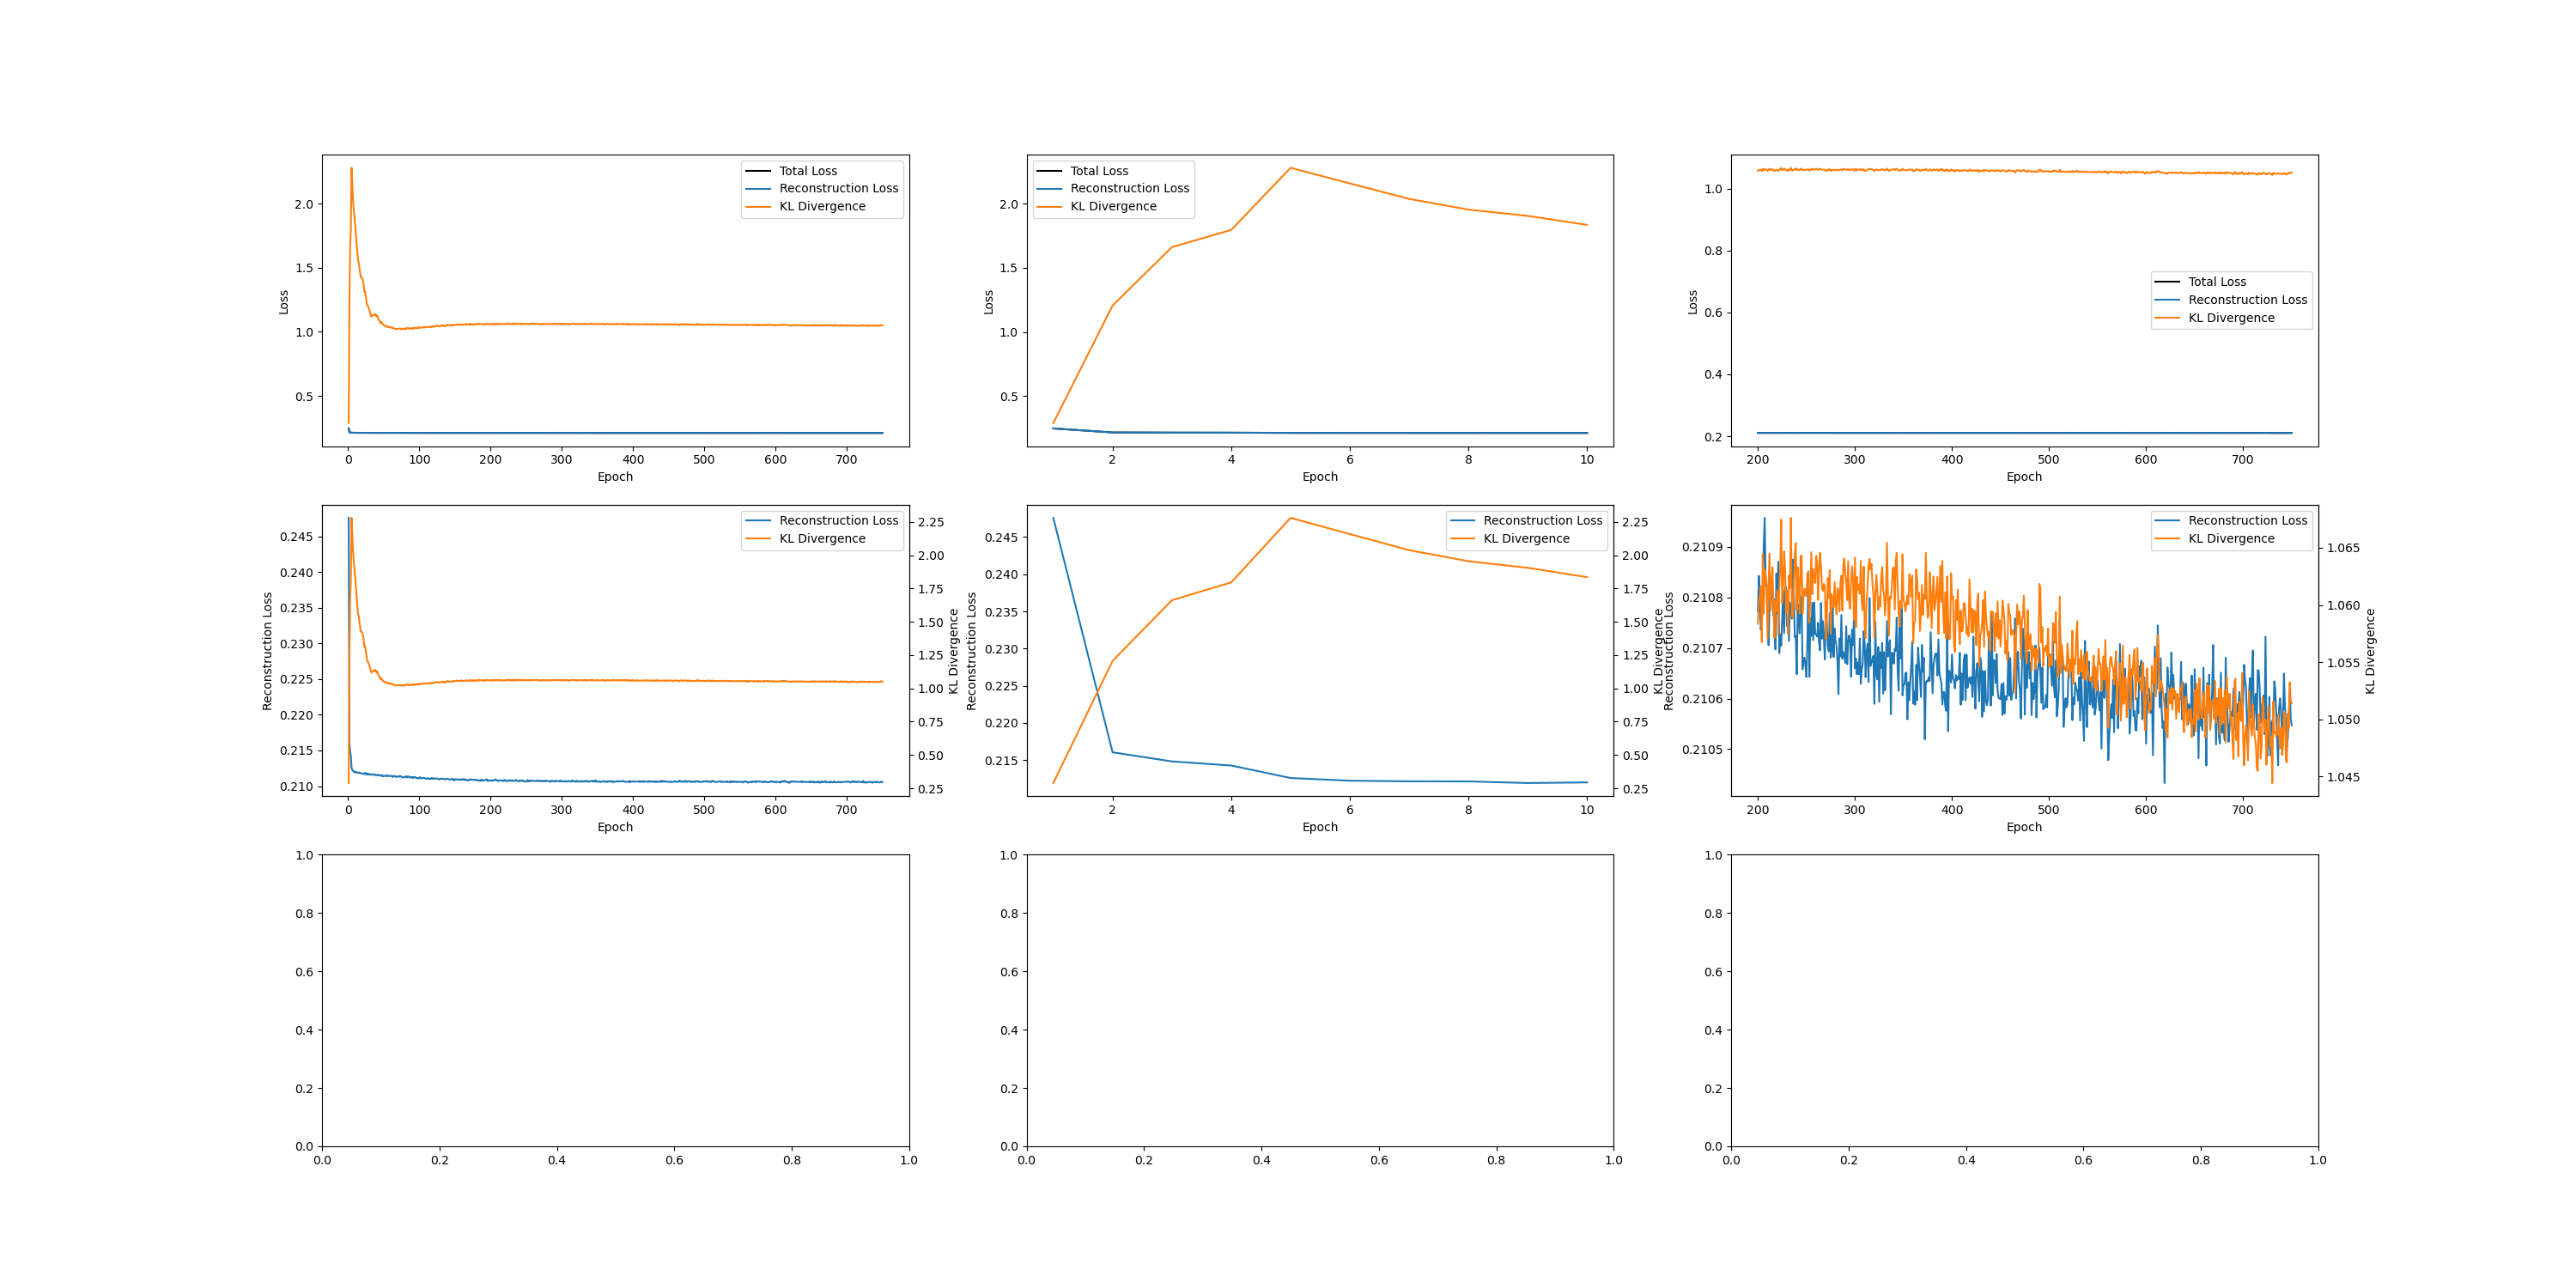 Total Loss
Reconstruction Loss
KL Divergence
2.0
1.5
1.0
0.5
Loss
0 100 200 300 400 500 600 700
Epoch
Total Loss
Reconstruction Loss
KL Divergence
2.0
1.5
1.0
0.5
Loss
2 4 6 8 10
Epoch
Total Loss
Reconstruction Loss
KL Divergence
1.0
0.8
0.6
0.4
0.2
Loss
200 300 400 500 600 700
Epoch
Reconstruction Loss
KL Divergence
0.245
0.240
0.235
0.230
0.225
0.220
0.215
0.210
Reconstruction Loss
2.25
2.00
1.75
1.50
1.25
1.00
0.75
0.50
0.25
KL Divergence
0 100 200 300 400 500 600 700
Epoch
Reconstruction Loss
KL Divergence
0.245
0.240
0.235
0.230
0.225
0.220
0.215
Reconstruction Loss
2.25
2.00
1.75
1.50
1.25
1.00
0.75
0.50
0.25
KL Divergence
2 4 6 8 10
Epoch
Reconstruction Loss
KL Divergence
0.2109
0.2108
0.2107
0.2106
0.2105
Reconstruction Loss
1.065
1.060
1.055
1.050
1.045
KL Divergence
200 300 400 500 600 700
Epoch
1.0
0.8
0.6
0.4
0.2
0.0
0.0 0.2 0.4 0.6 0.8 1.0
1.0
0.8
0.6
0.4
0.2
0.0
0.0 0.2 0.4 0.6 0.8 1.0
1.0
0.8
0.6
0.4
0.2
0.0
0.0 0.2 0.4 0.6 0.8 1.0